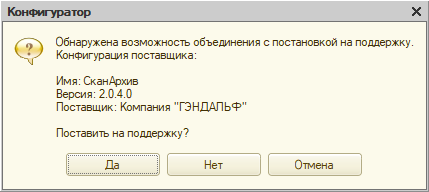 Конфигуратор
Обнаружена возможность объединения с постановкой на поддержку.
Конфигурация поставщика:
Имя: СканАрхив
Версия: 2.0.4.0
Поставщик: Компания "ГЭНДАЛЬФ"
Поставить на поддержку?
Да
Нет
Отмена